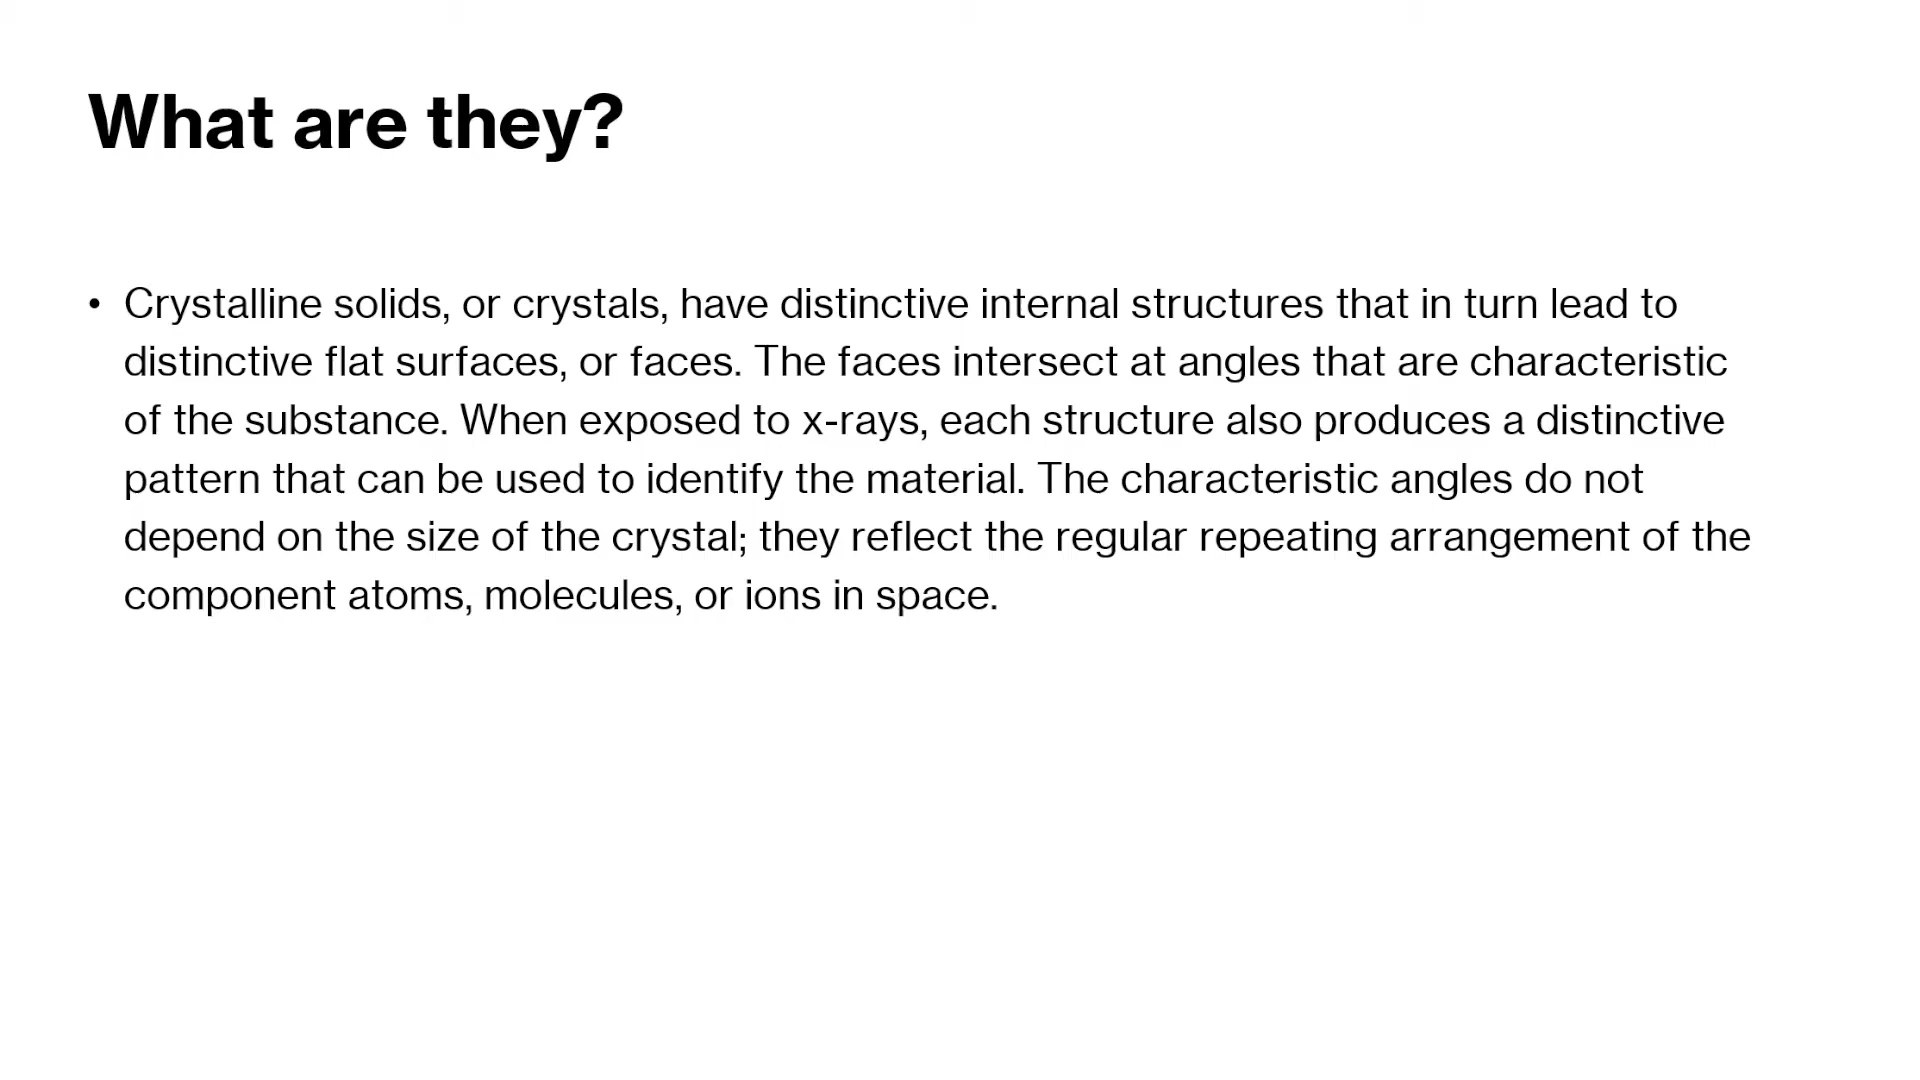 What are they?
• Crystalline solids, or crystals, have distinctive internal structures that in turn lead to
distinctive flat surfaces, or faces. The faces intersect at angles that are characteristic
of the substance. When exposed to x-rays, each structure also produces a distinctive
pattern that can be used to identify the material. The characteristic angles do not
depend on the size of the crystal; they reflect the regular repeating arrangement of the
component atoms, molecules, or ions in space.